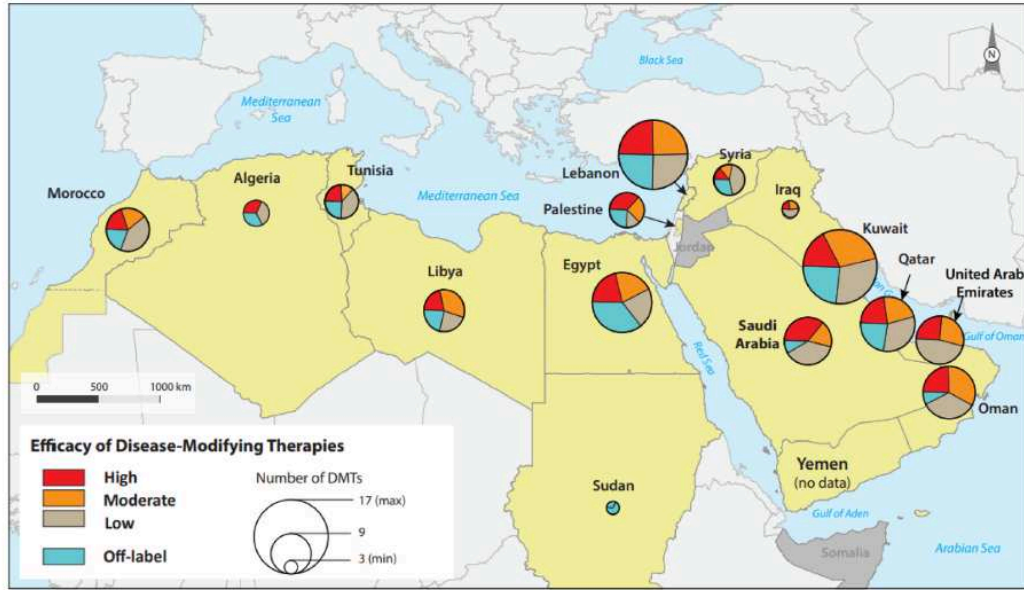 Black Sea
N
Mediterranean
Sea
Tunisia
Algeria
Morocco
Mediterranean Sea
Lebanon
Syria
Palestine
Iraq
Jordan
Kuwait
Qatar
United Arab
Emirates
Libya
Egypt
Saudi
Arabia
Gulf of Oman
Red Sea
Oman
0 500 1000 km
Yemen
(no data)
Sudan
Gulf of Aden
Somalia
Arabian Sea
Efficacy of Disease-Modifying Therapies
High
Moderate
Low
Off-label
Number of DMTs
17 (max)
9
3 (min)